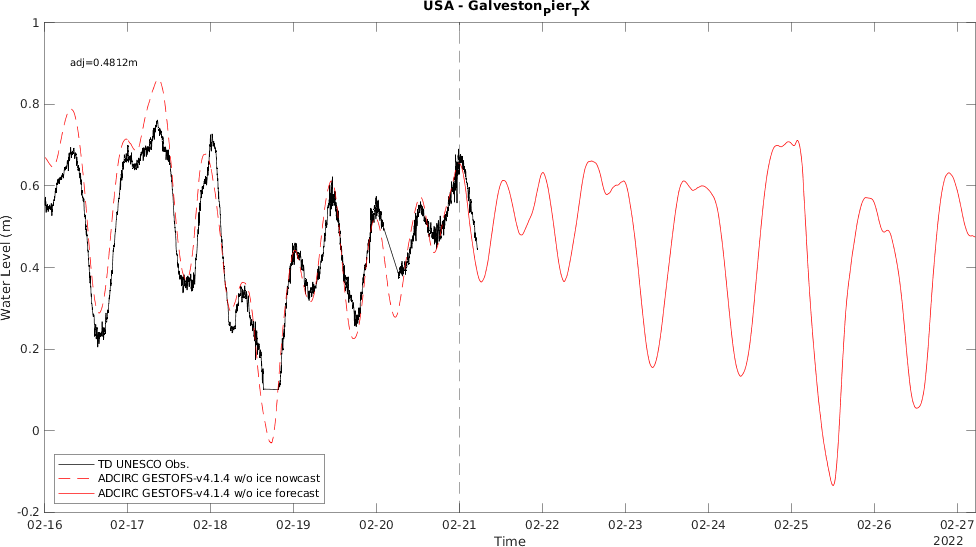 USA - GalvestonPierTX
adj=0.4812m
1
0.8
0.6
0.4
0.2
0
-0.2
Water Level (m)
TD UNESCO Obs.
ADCIRC GESTOFS-v4.1.4 w/o ice nowcast
ADCIRC GESTOFS-v4.1.4 w/o ice forecast
02-16 02-17 02-18 02-19 02-20 02-21 02-22 02-23 02-24 02-25 02-26 02-27
Time
2022